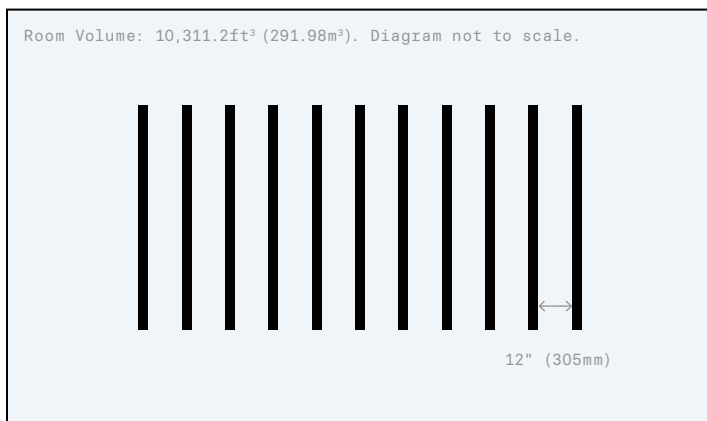 Room Volume: 10,311.2ft³ (291.98m³). Diagram not to scale.
12" (305mm)